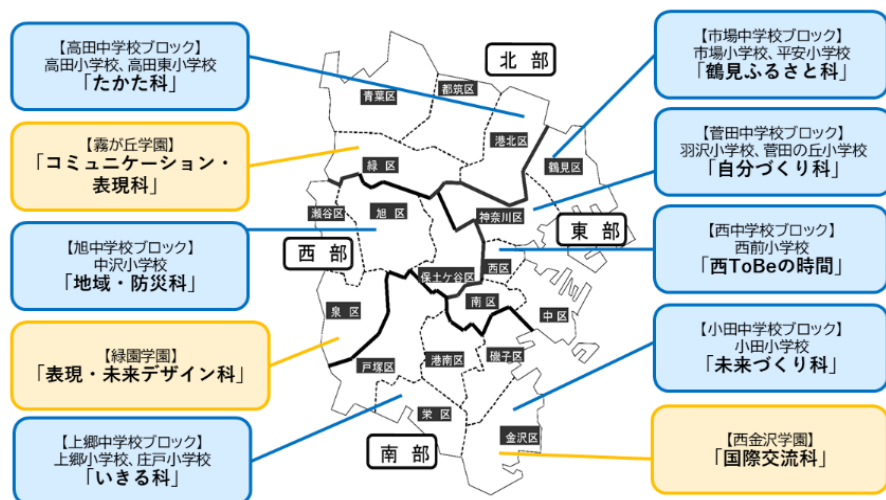 【高田中学校ブロック】
高田小学校、高田東小学校
「たかた科」
【霧が丘学園】
「コミュニケーション・
表現科」
【旭中学校ブロック】
中沢小学校
「地域・防災科」
【緑園学園】
「表現・未来デザイン科」
【上郷中学校ブロック】
上郷小学校、庄戸小学校
「いきる科」
北 部
青葉区
都筑区
港北区
緑 区
鶴見区
瀬谷区
旭 区
神奈川区
東 部
西 部
保土ケ谷区
西区
泉 区
南 区
中 区
戸塚区
港南区
磯子区
栄 区
金沢区
南 部
【市場中学校ブロック】
市場小学校、平安小学校
「鶴見ふるさと科」
【菅田中学校ブロック】
羽沢小学校、菅田の丘小学校
「自分づくり科」
【西中学校ブロック】
西前小学校
「西ToBeの時間」
【小田中学校ブロック】
小田小学校
「未来づくり科」
【西金沢学園】
「国際交流科」